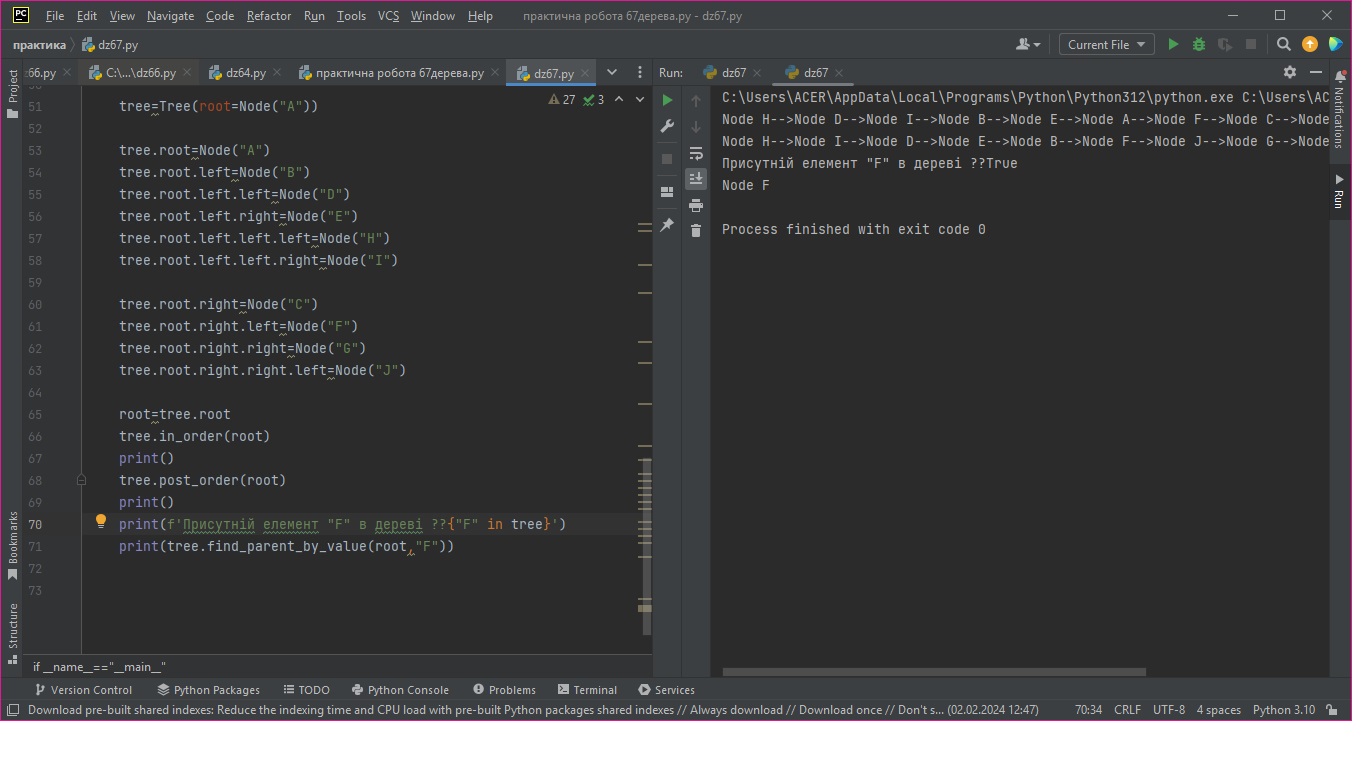 PC File Edit View Navigate Code Refactor Run Tools VCS Window Help практична робота 67дерева.py - dz67.py
практика dz67.py Current File
66.py C:\...\dz66.py dz64.py практична робота 67дерева.py dz67.py
Run: dz67 dz67
Project
Bookmarks
Structure
Notifications
Run
27 3
51 tree=Tree(root=Node("A"))
52
53 tree.root=Node("A")
54 tree.root.left=Node("B")
55 tree.root.left.left=Node("D")
56 tree.root.left.right=Node("E")
57 tree.root.left.left.left=Node("H")
58 tree.root.left.left.right=Node("I")
59
60 tree.root.right=Node("C")
61 tree.root.right.left=Node("F")
62 tree.root.right.right=Node("G")
63 tree.root.right.right.left=Node("J")
64
65 root=tree.root
66 tree.in_order(root)
67 print()
68 tree.post_order(root)
69 print()
70 print(f'Присутній елемент "F" в дереві ??{"F" in tree}')
71 print(tree.find_parent_by_value(root,"F"))
72
73
if __name__=="__main__"
C:\Users\ACER\AppData\Local\Programs\Python\Python312\python.exe C:\Users\AC
Node H-->Node D-->Node I-->Node B-->Node E-->Node A-->Node F-->Node C-->Node
Node H-->Node I-->Node D-->Node E-->Node B-->Node F-->Node J-->Node G-->Node
Присутній елемент "F" в дереві ??True
Node F
Process finished with exit code 0
Version Control Python Packages TODO Python Console Problems Terminal Services
Download pre-built shared indexes: Reduce the indexing time and CPU load with pre-built Python packages shared indexes // Always download // Download once // Don't s... (02.02.2024 12:47) 70:34 CRLF UTF-8 4 spaces Python 3.10